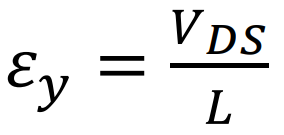 ε_y = V_DS / L